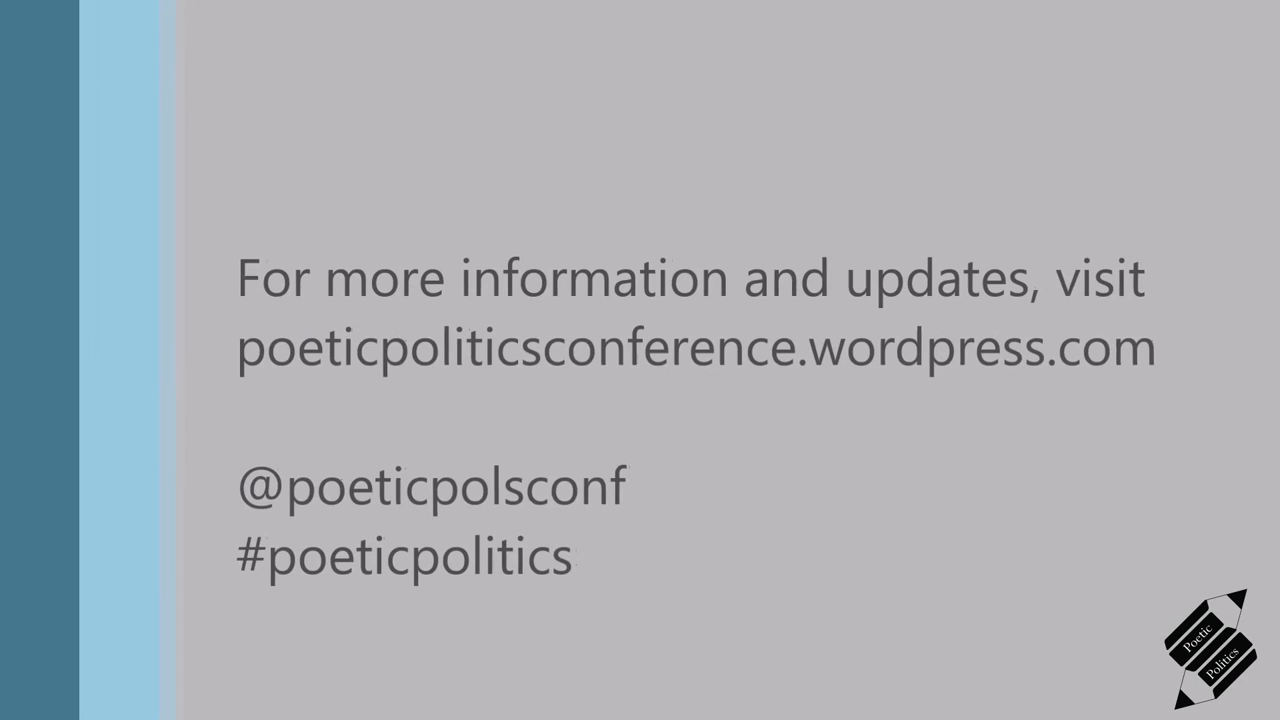 For more information and updates, visit
poeticpoliticsconference.wordpress.com
@poeticpolsconf
#poeticpolitics
Poetic
Politics